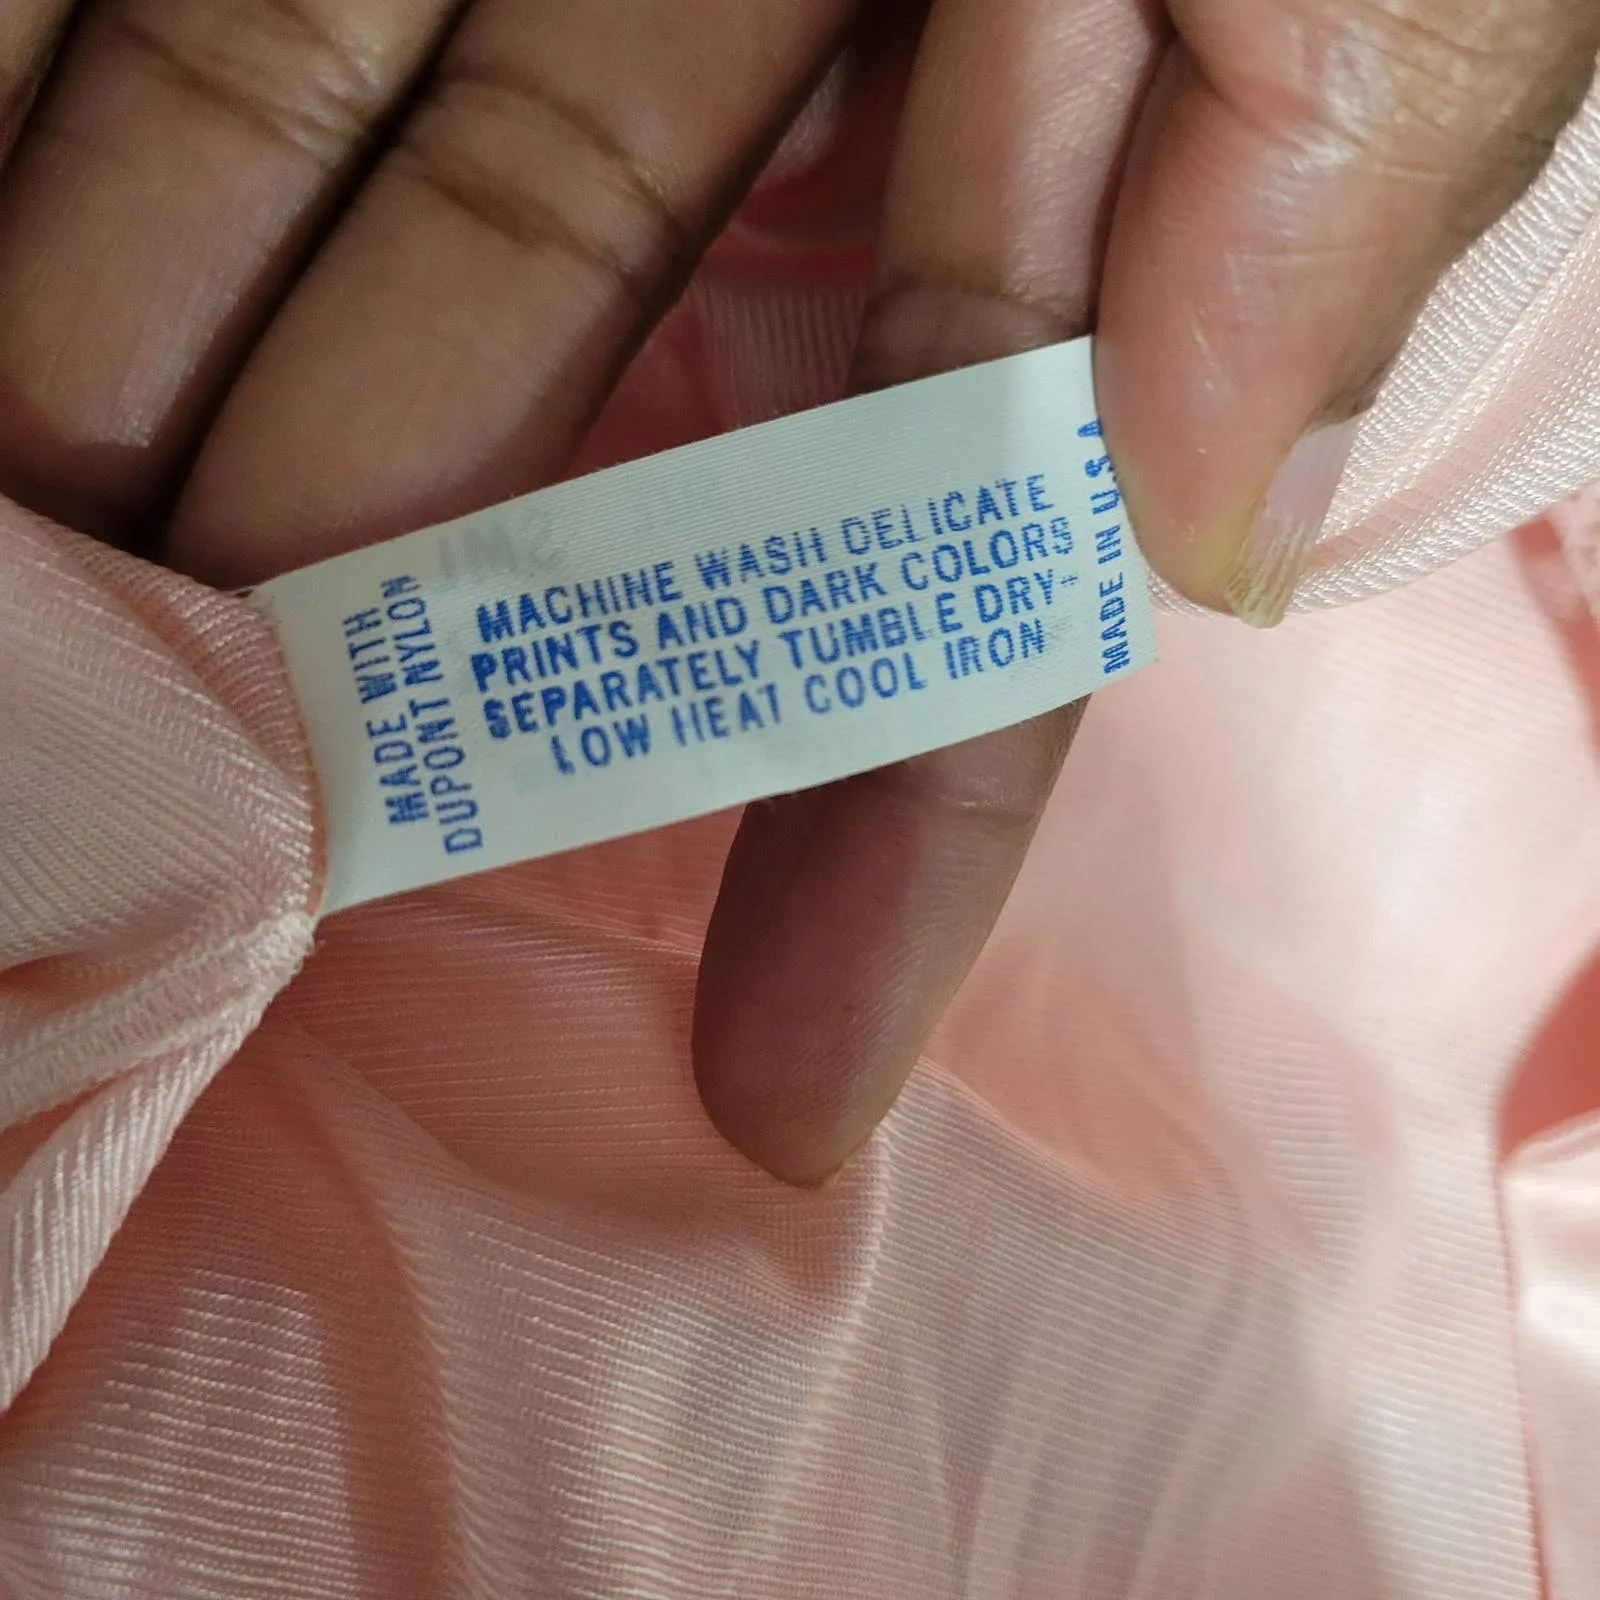 MADE WITH
DUPONT NYLON
MACHINE WASH DELICATE
PRINTS AND DARK COLORS
SEPARATELY TUMBLE DRY
LOW HEAT COOL IRON
MADE IN U.S.A